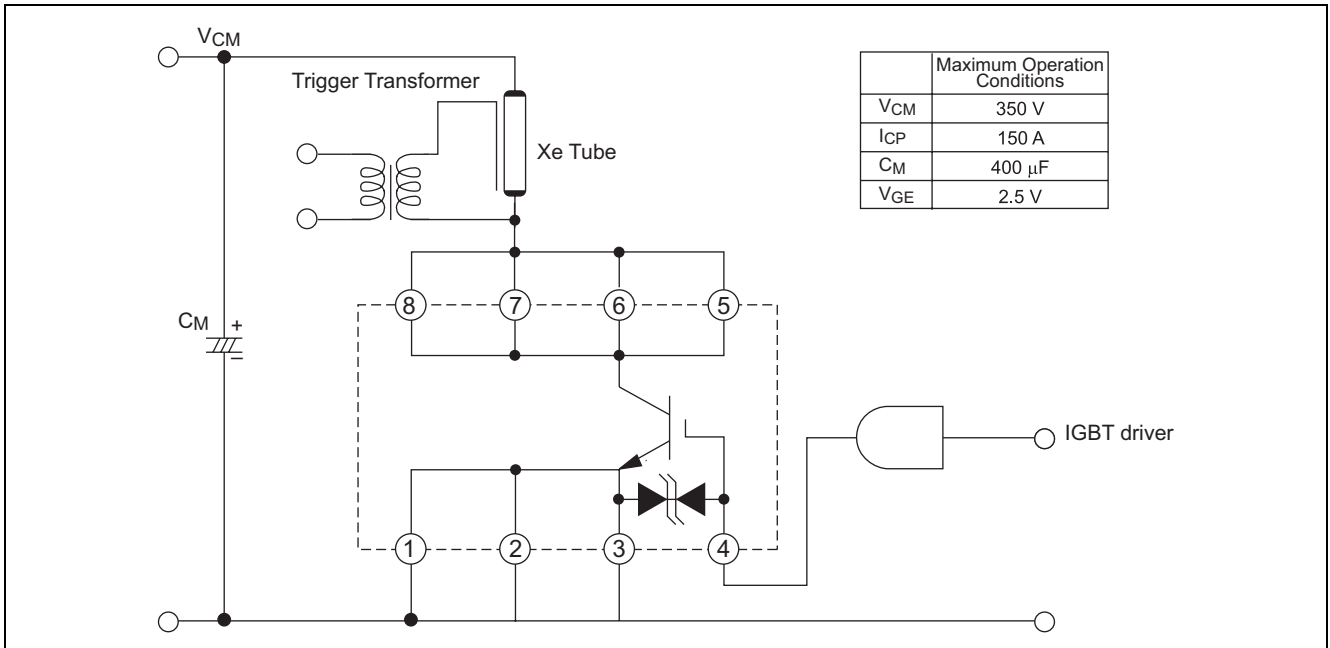 VCM
Trigger Transformer
Xe Tube
Maximum Operation
Conditions
VCM 350 V
ICP 150 A
CM 400 μF
VGE 2.5 V
8 7 6 5
CM
+
–
IGBT driver
1 2 3 4